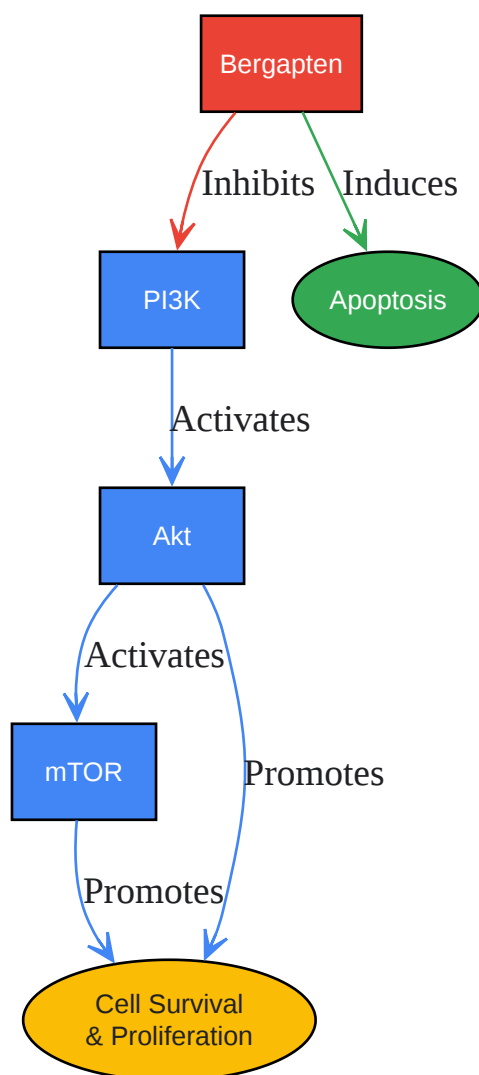 Bergapten
Inhibits
Induces
PI3K
Apoptosis
Activates
Akt
Activates
mTOR
Promotes
Promotes
Cell Survival
& Proliferation